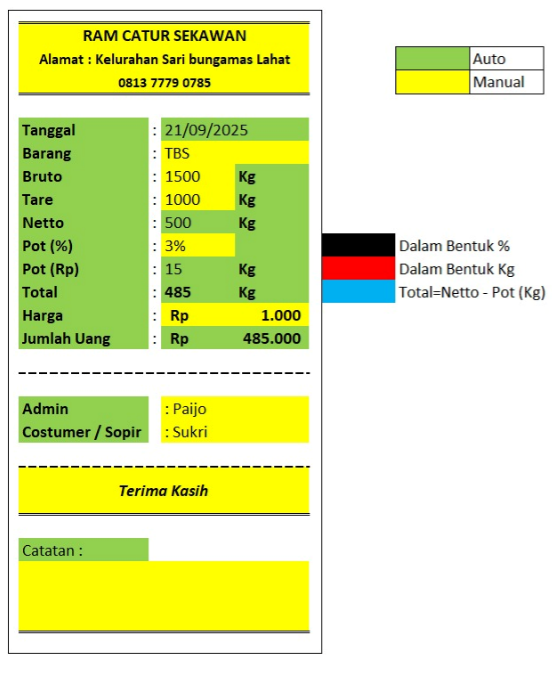 RAM CATUR SEKAWAN
Alamat : Kelurahan Sari bungamas Lahat
0813 7779 0785
Auto
Manual
Tanggal : 21/09/2025
Barang : TBS
Bruto : 1500 Kg
Tare : 1000 Kg
Netto : 500 Kg
Pot (%) : 3% Dalam Bentuk %
Pot (Rp) : 15 Kg Dalam Bentuk Kg
Total : 485 Kg Total=Netto - Pot (Kg)
Harga : Rp 1.000
Jumlah Uang : Rp 485.000
Admin : Paijo
Costumer / Sopir : Sukri
Terima Kasih
Catatan :